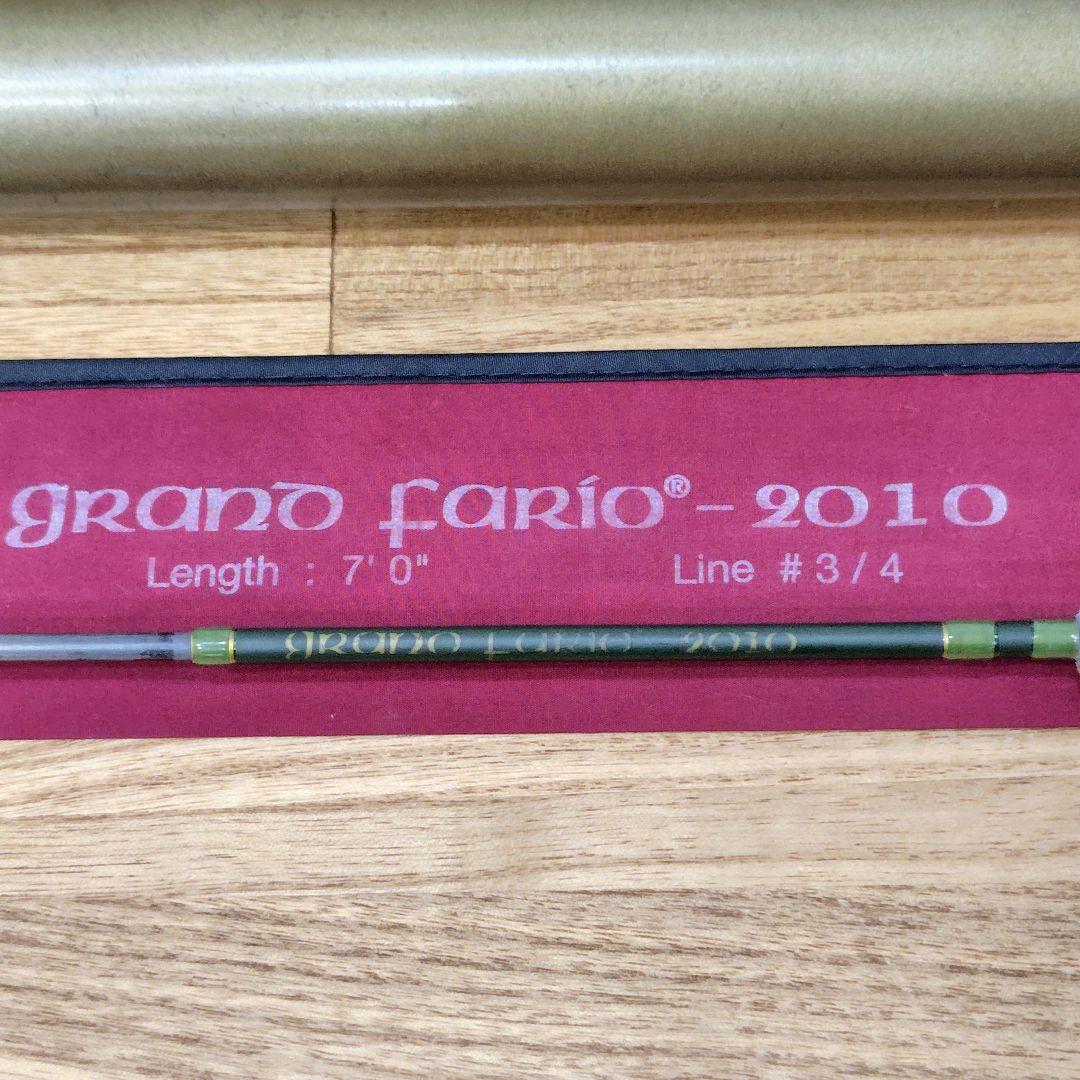 grand fario® - 2010
Length : 7' 0"
Line # 3 / 4
grand fario 2010